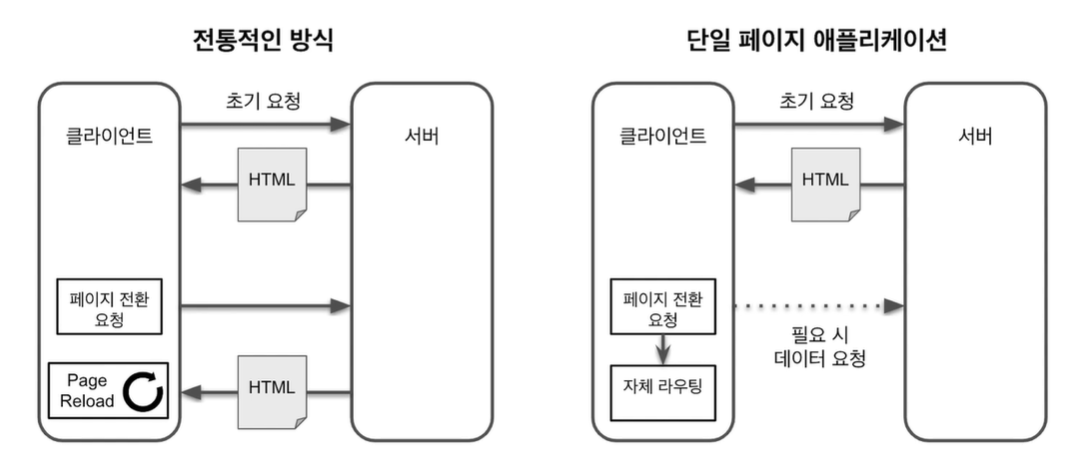 전통적인 방식
클라이언트
초기 요청
서버
HTML
페이지 전환
요청
Page
Reload
HTML
단일 페이지 애플리케이션
클라이언트
초기 요청
서버
HTML
페이지 전환
요청
필요 시
데이터 요청
자체 라우팅